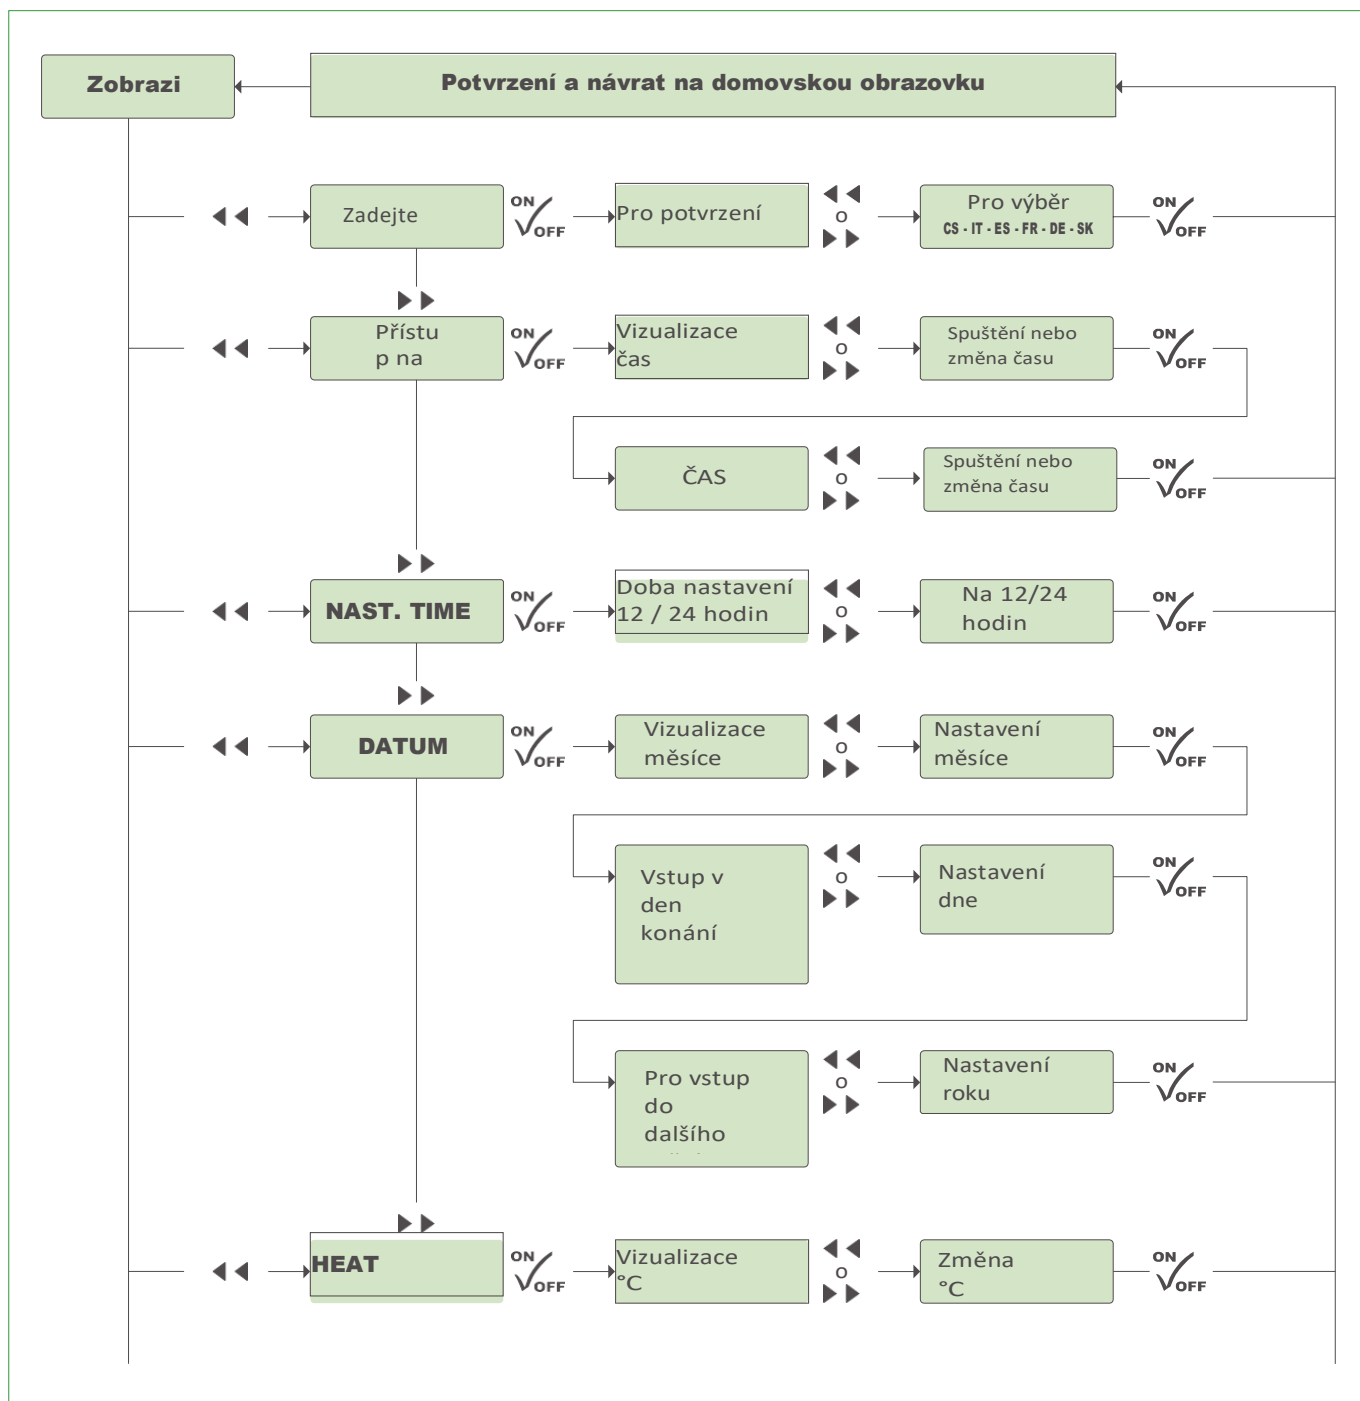 Zobrazi
Potvrzení a návrat na domovskou obrazovku
Zadejte
ON
OFF
Pro potvrzení
o
Pro výběr
CS - IT - ES - FR - DE - SK
ON
OFF
Přístu
p na
ON
OFF
Vizualizace
čas
o
Spuštění nebo
změna času
ON
OFF
ČAS
o
Spuštění nebo
změna času
ON
OFF
NAST. TIME
ON
OFF
Doba nastavení
12 / 24 hodin
o
Na 12/24
hodin
ON
OFF
DATUM
ON
OFF
Vizualizace
měsíce
o
Nastavení
měsíce
ON
OFF
Vstup v
den
konání
o
Nastavení
dne
ON
OFF
Pro vstup
do
dalšího
o
Nastavení
roku
ON
OFF
HEAT
ON
OFF
Vizualizace
°C
o
Změna
°C
ON
OFF